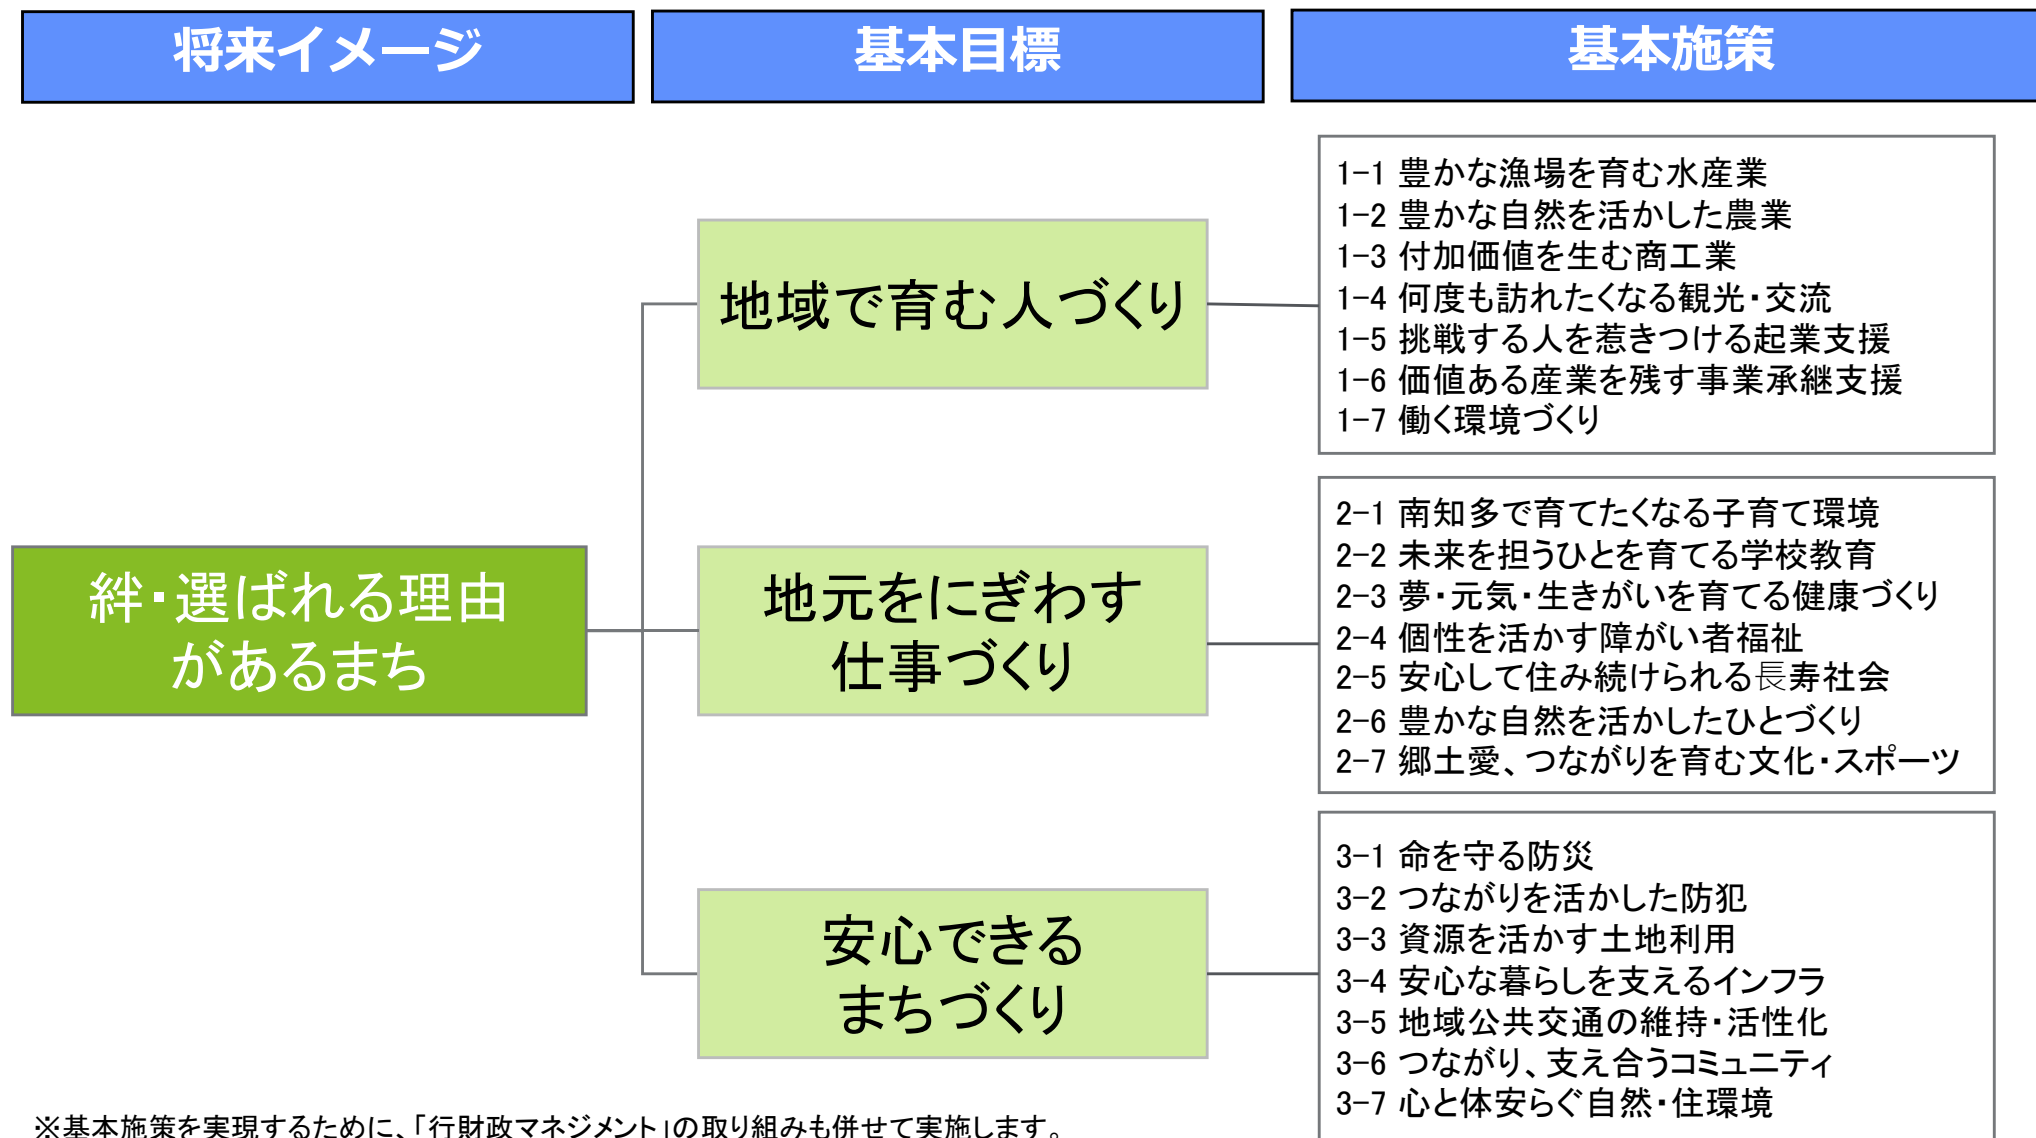 将来イメージ
基本目標
基本施策
絆・選ばれる理由
があるまち
地域で育む人づくり
1-1 豊かな漁場を育む水産業
1-2 豊かな自然を活かした農業
1-3 付加価値を生む商工業
1-4 何度も訪れたくなる観光・交流
1-5 挑戦する人を惹きつける起業支援
1-6 価値ある産業を残す事業承継支援
1-7 働く環境づくり
地元をにぎわす
仕事づくり
2-1 南知多で育てたくなる子育て環境
2-2 未来を担うひとを育てる学校教育
2-3 夢・元気・生きがいを育てる健康づくり
2-4 個性を活かす障がい者福祉
2-5 安心して住み続けられる長寿社会
2-6 豊かな自然を活かしたひとづくり
2-7 郷土愛、つながりを育む文化・スポーツ
安心できる
まちづくり
3-1 命を守る防災
3-2 つながりを活かした防犯
3-3 資源を活かす土地利用
3-4 安心な暮らしを支えるインフラ
3-5 地域公共交通の維持・活性化
3-6 つながり、支え合うコミュニティ
3-7 心と体安らぐ自然・住環境
※基本施策を実現するために、「行財政マネジメント」の取り組みも併せて実施します。